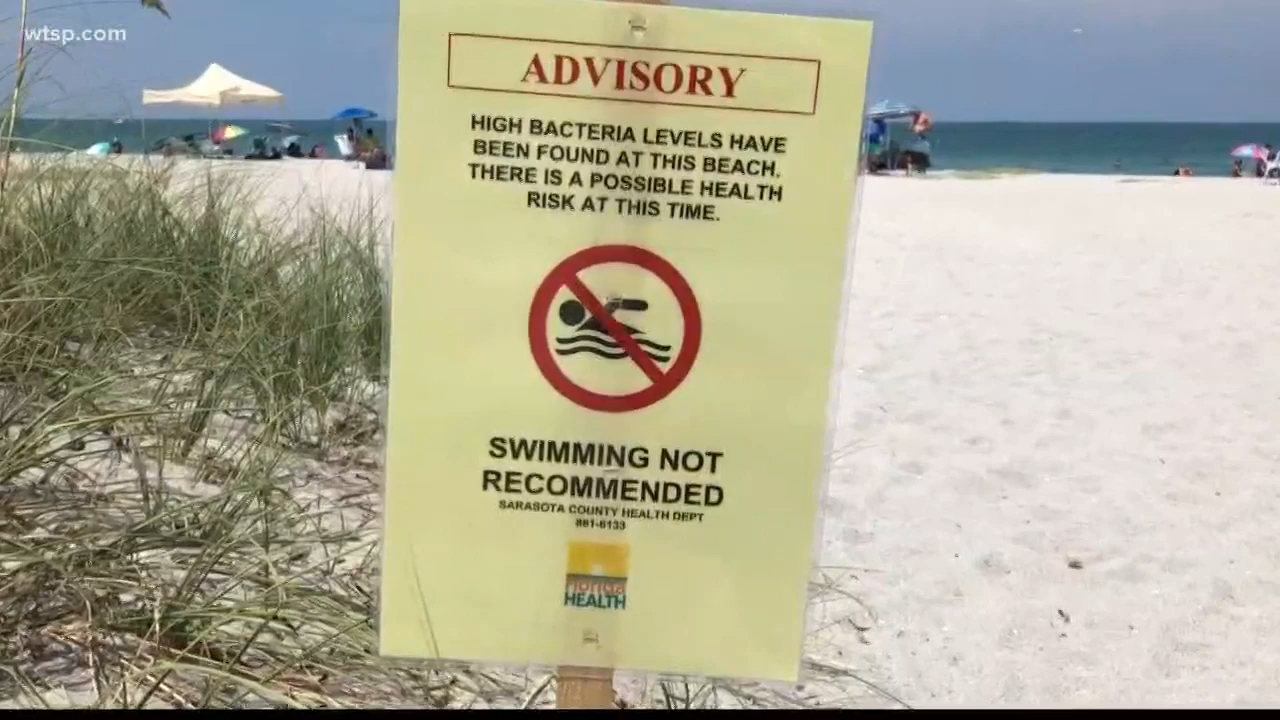 wtsp.com
ADVISORY
HIGH BACTERIA LEVELS HAVE
BEEN FOUND AT THIS BEACH.
THERE IS A POSSIBLE HEALTH
RISK AT THIS TIME.
SWIMMING NOT
RECOMMENDED
SARASOTA COUNTY HEALTH DEPT
861-6133
Florida
HEALTH